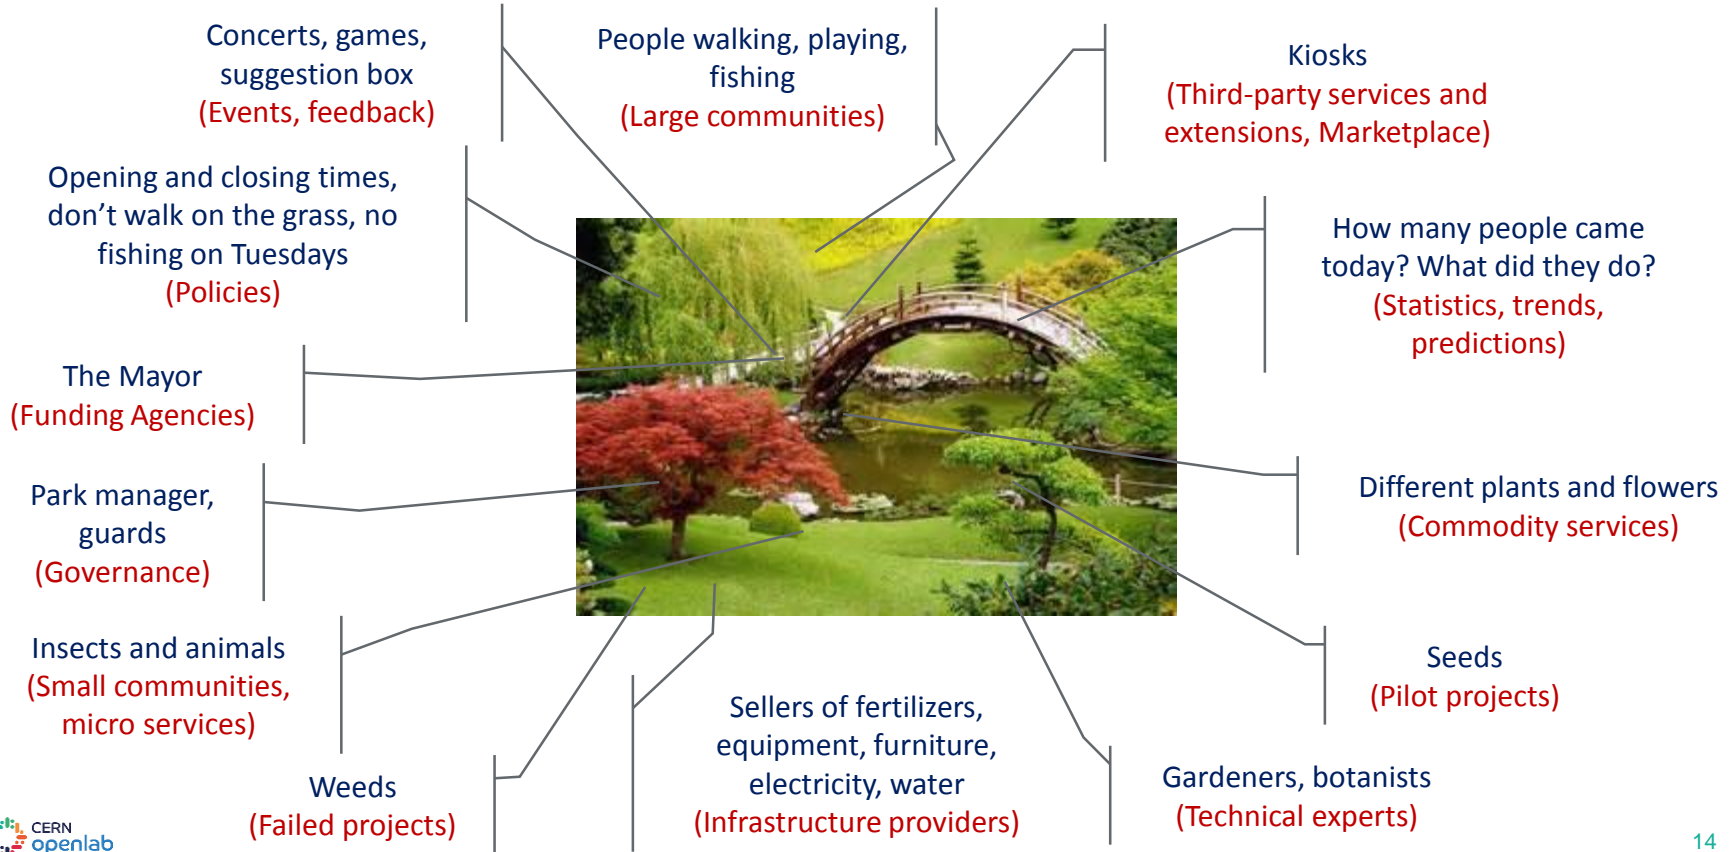 Concerts, games,
suggestion box
(Events, feedback)
People walking, playing,
fishing
(Large communities)
Kiosks
(Third-party services and
extensions, Marketplace)
Opening and closing times,
don’t walk on the grass, no
fishing on Tuesdays
(Policies)
How many people came
today? What did they do?
(Statistics, trends,
predictions)
The Mayor
(Funding Agencies)
Park manager,
guards
(Governance)
Different plants and flowers
(Commodity services)
Insects and animals
(Small communities,
micro services)
Seeds
(Pilot projects)
Weeds
(Failed projects)
Sellers of fertilizers,
equipment, furniture,
electricity, water
(Infrastructure providers)
Gardeners, botanists
(Technical experts)
CERN
openlab
14